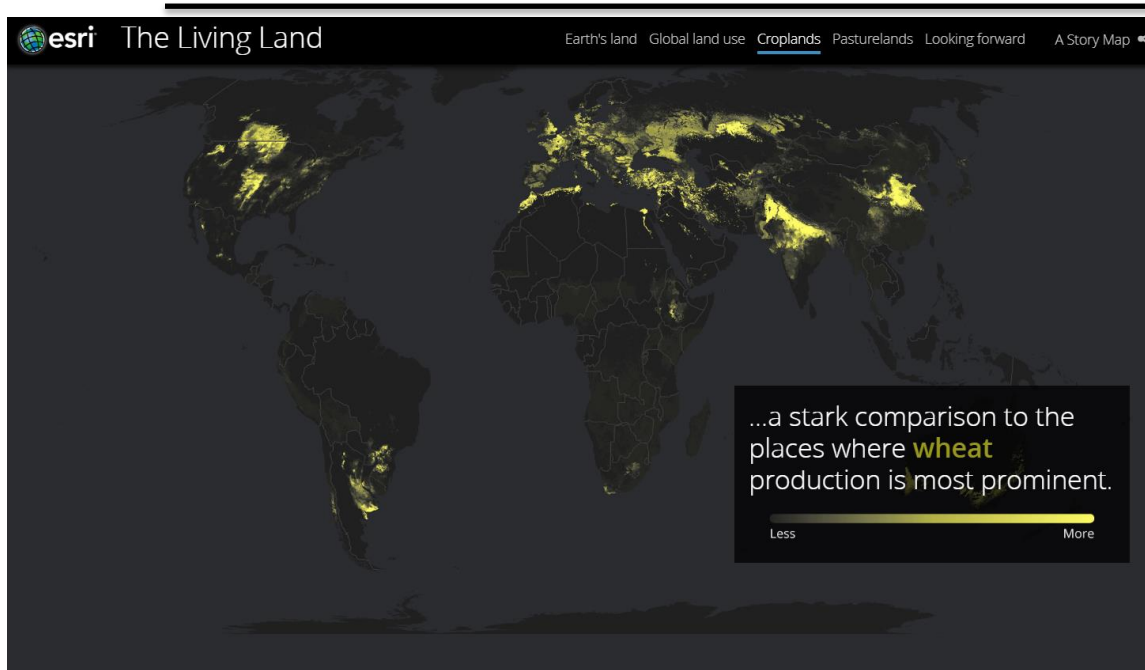 esri The Living Land Earth's land Global land use Croplands Pasturelands Looking forward A Story Map
...a stark comparison to the
places where wheat
production is most prominent.
Less More